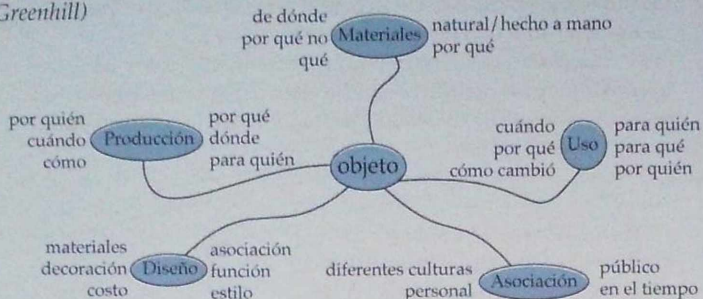 Greenhill)
de dónde
por qué no
qué
Materiales
natural/hecho a mano
por qué
por quién
cuándo
cómo
Producción
por qué
dónde
para quién
objeto
cuándo
por qué
cómo cambió
Uso
para quién
para qué
por quién
materiales
decoración
costo
Diseño
asociación
función
estilo
diferentes culturas
personal
Asociación
público
en el tiempo